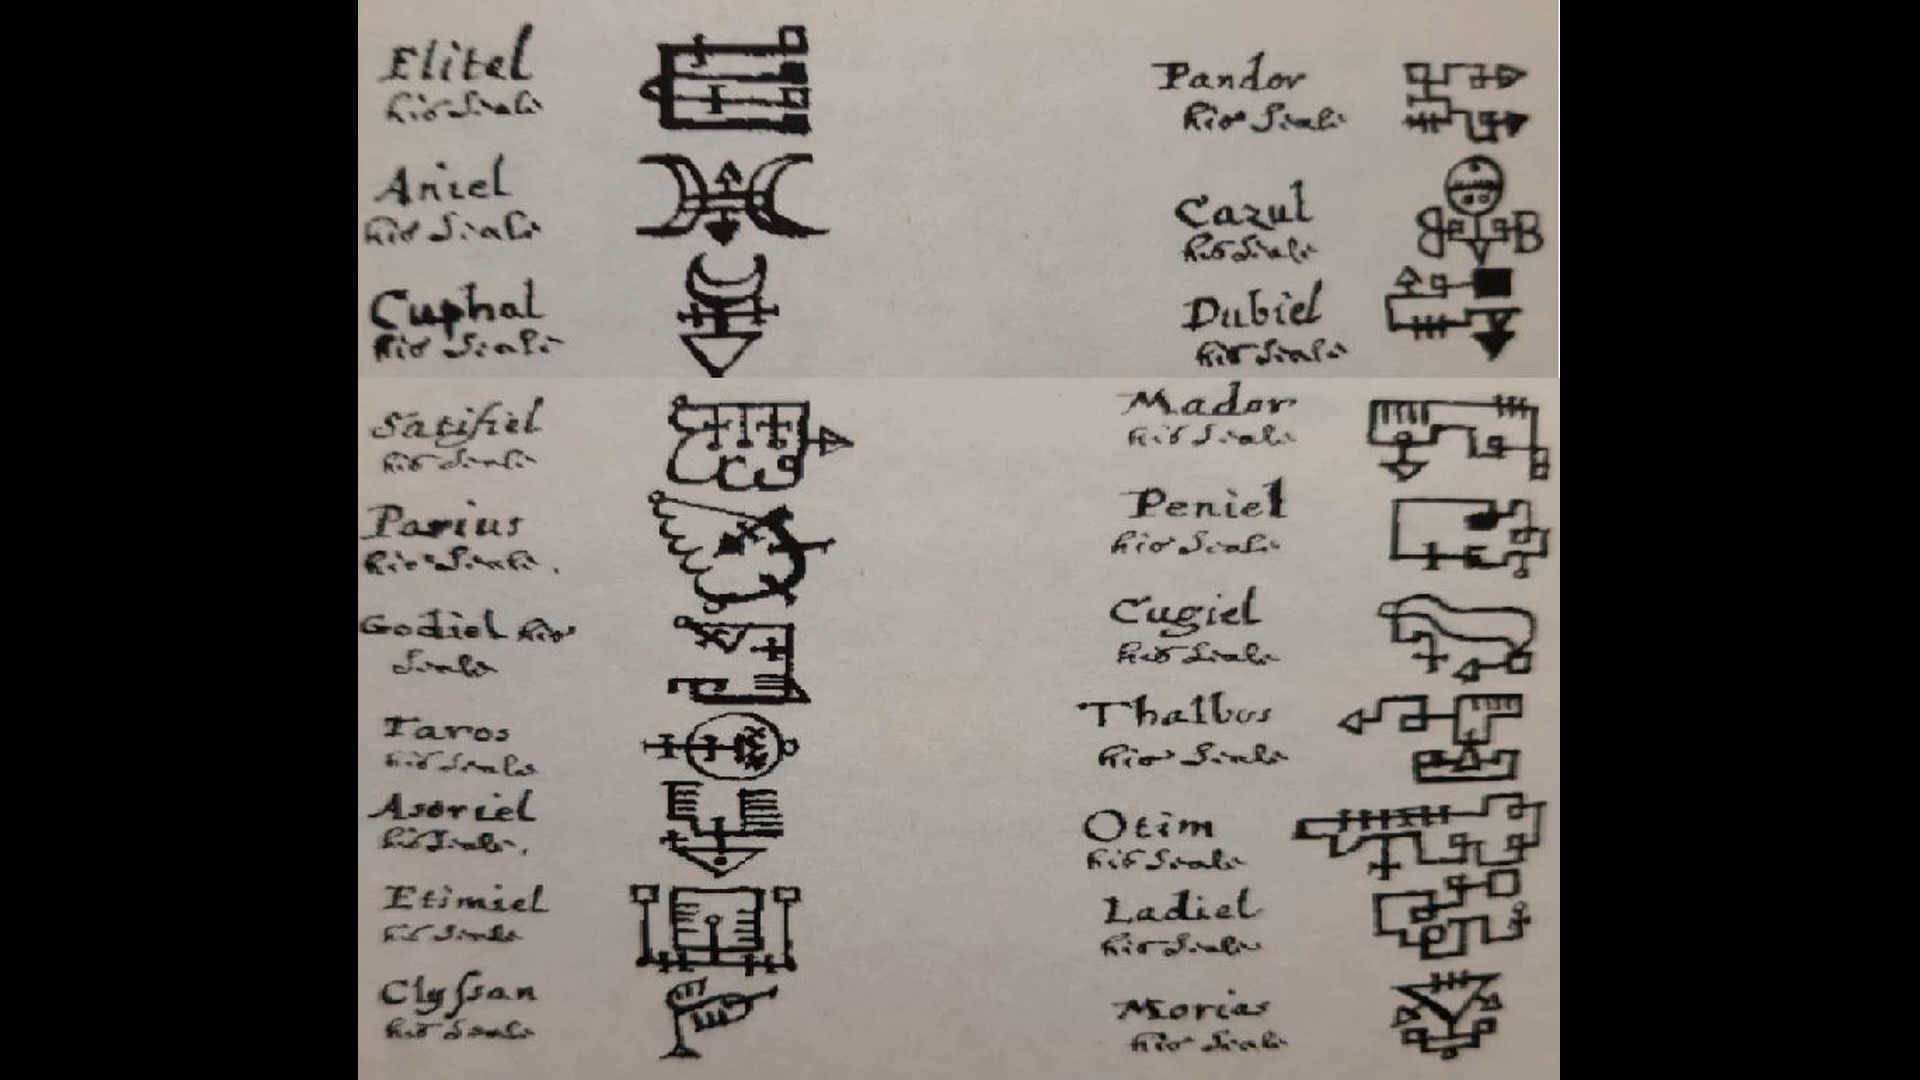 Elitel
his Seale
Aniel
his Seale
Cuphal
his Seale
Satifiel
his Seale
Parius
his Seale.
Godiel his
Seale
Taros
his Seale
Asoriel
his Seale.
Etimiel
his Seale
Clyſsan
his Seale
Pandor
his Seale
Cazul
his Seale
Dubiel
his Seale
Mador
his Seale
Peniel
his Seale
Cugiel
his Seale
Thalbus
his Seale
Otim
his Seale
Ladiel
his Seale
Morias
his Seale